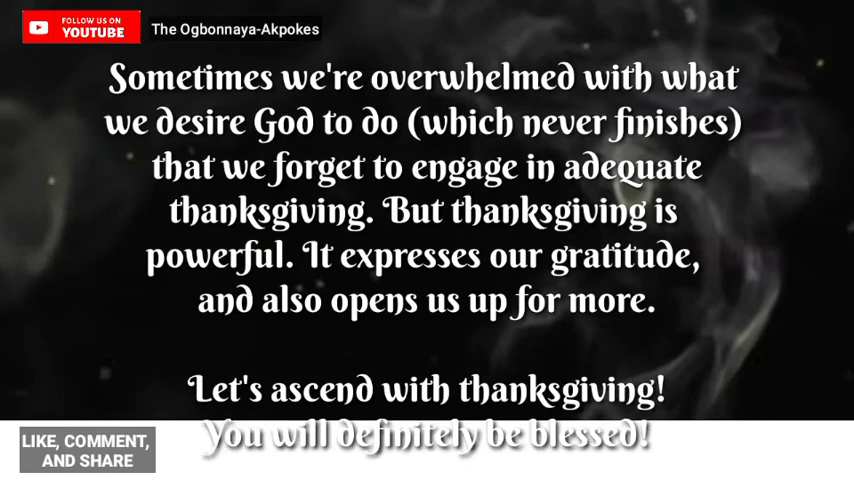 FOLLOW US ON
YOUTUBE
The Ogbonnaya-Akpokes
Sometimes we're overwhelmed with what
we desire God to do (which never finishes)
that we forget to engage in adequate
thanksgiving. But thanksgiving is
powerful. It expresses our gratitude,
and also opens us up for more.
Let's ascend with thanksgiving!
You will definitely be blessed!
LIKE, COMMENT,
AND SHARE